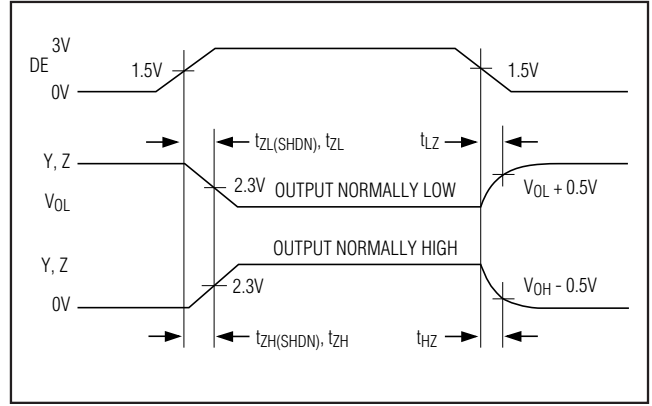 3V
DE
1.5V
1.5V
0V
tZL(SHDN), tZL
tLZ
Y, Z
2.3V
OUTPUT NORMALLY LOW
VOL + 0.5V
VOL
OUTPUT NORMALLY HIGH
Y, Z
2.3V
VOH - 0.5V
0V
tZH(SHDN), tZH
tHZ